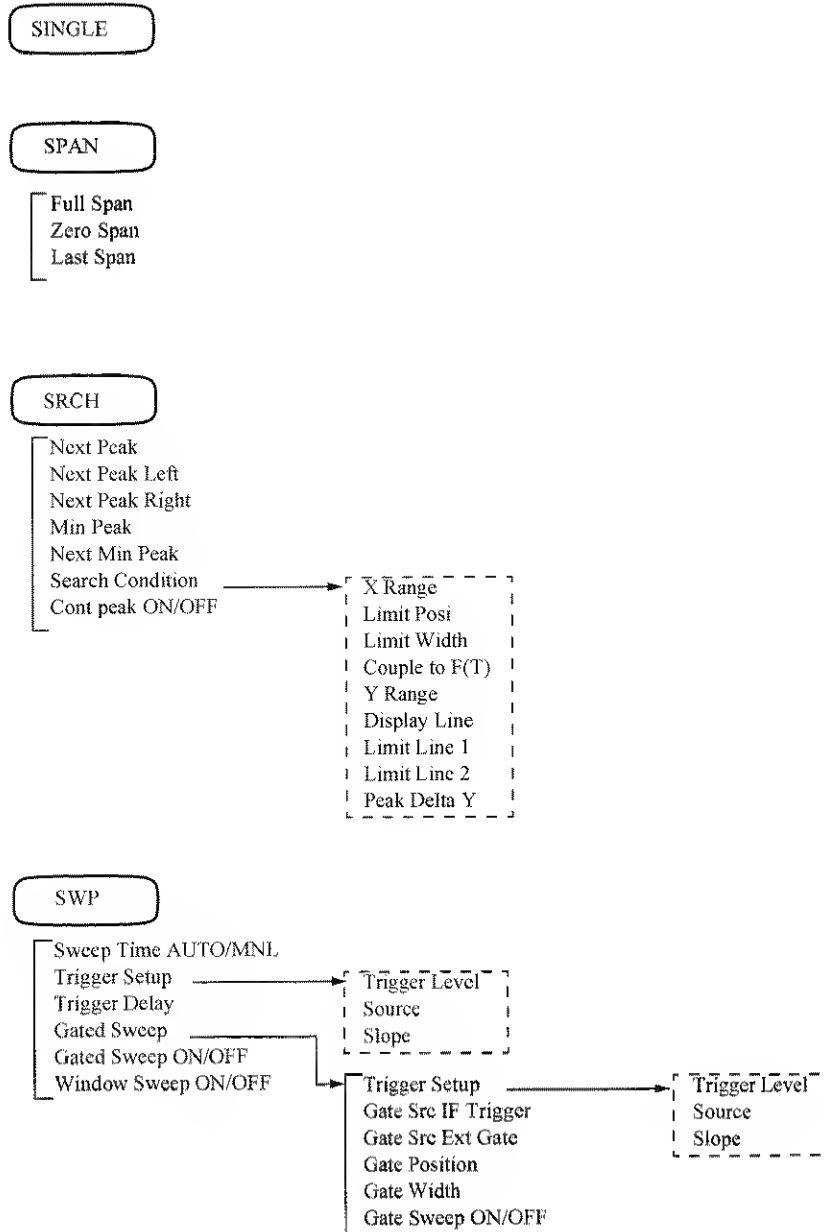 SINGLE
SPAN
Full Span
Zero Span
Last Span
SRCH
Next Peak
Next Peak Left
Next Peak Right
Min Peak
Next Min Peak
Search Condition
Cont peak ON/OFF
X Range
Limit Posi
Limit Width
Couple to F(T)
Y Range
Display Line
Limit Line 1
Limit Line 2
Peak Delta Y
SWP
Sweep Time AUTO/MNL
Trigger Setup
Trigger Delay
Gated Sweep
Gated Sweep ON/OFF
Window Sweep ON/OFF
Trigger Level
Source
Slope
Trigger Setup
Gate Src IF Trigger
Gate Src Ext Gate
Gate Position
Gate Width
Gate Sweep ON/OFF
Trigger Level
Source
Slope